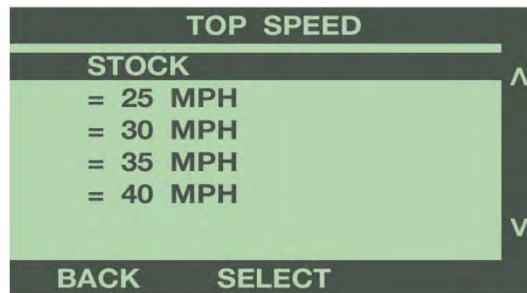 TOP SPEED
STOCK
= 25 MPH
= 30 MPH
= 35 MPH
= 40 MPH
BACK SELECT